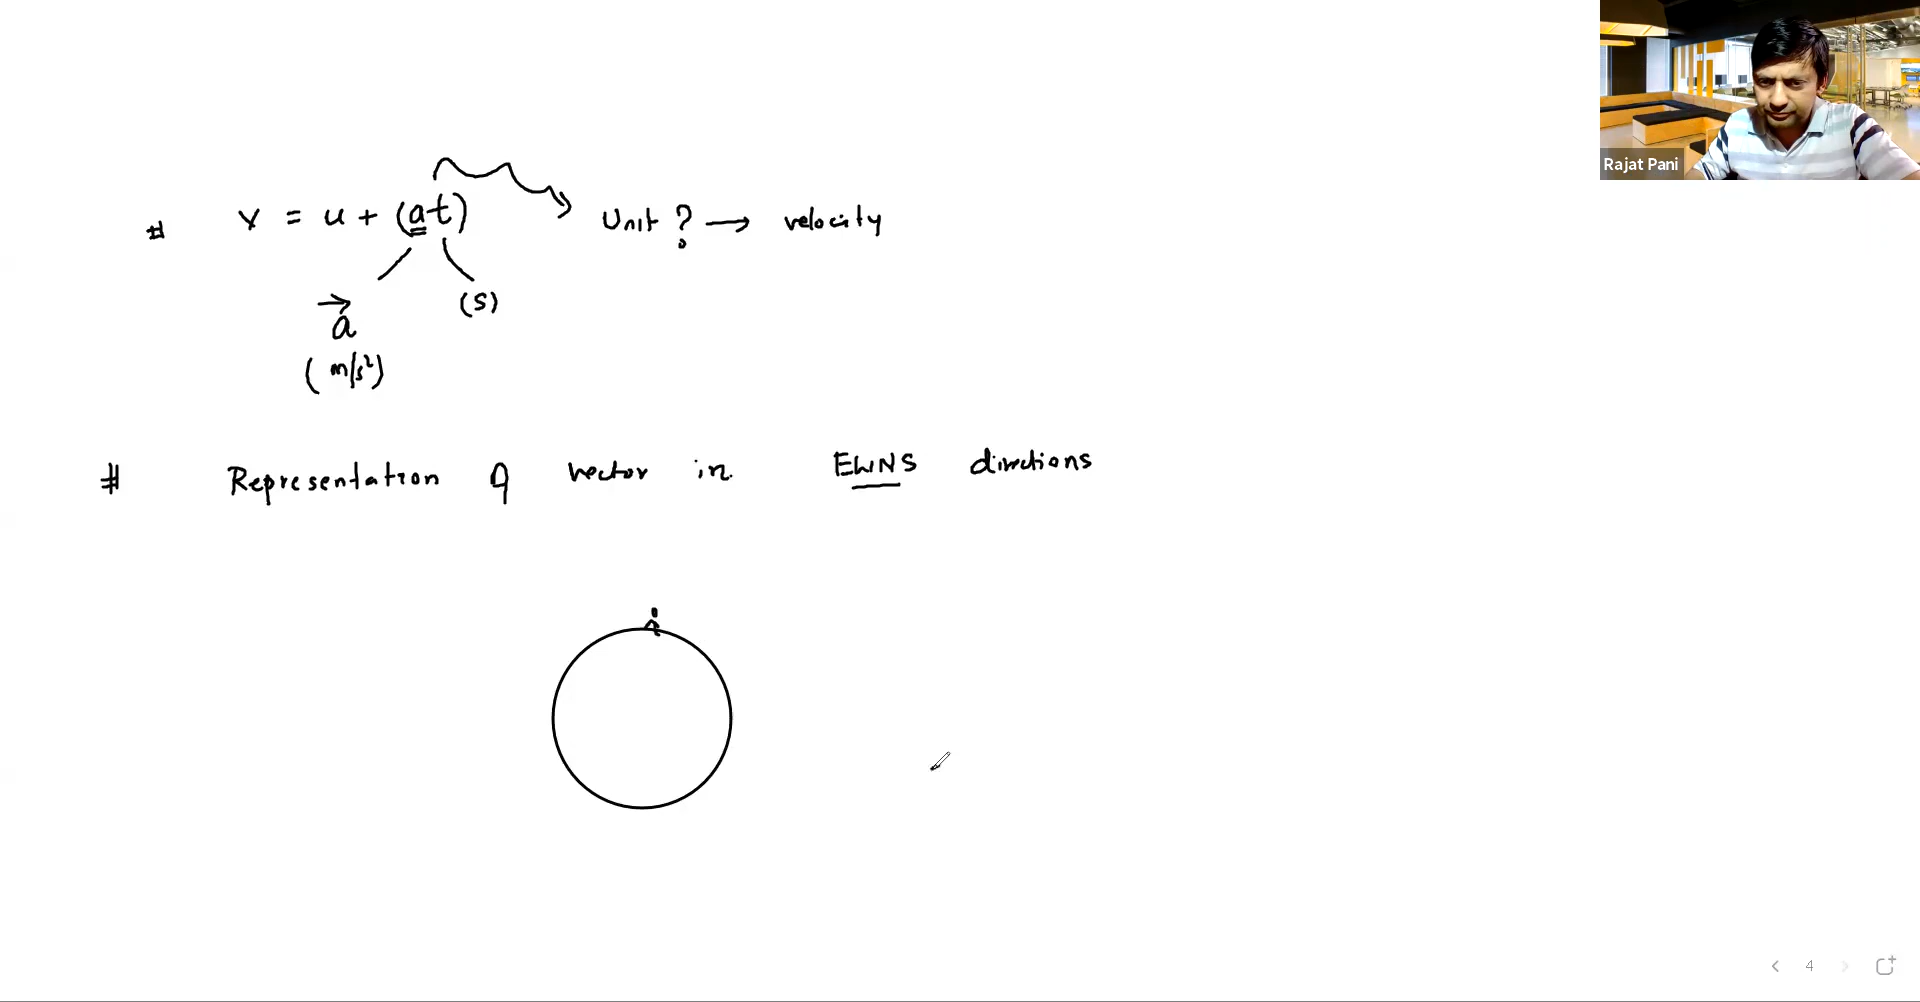 Rajat Pani
# v = u + (at) Unit ? → velocity
→
a (s)
(m/s²)
# Representation of vector in EWNS directions
4